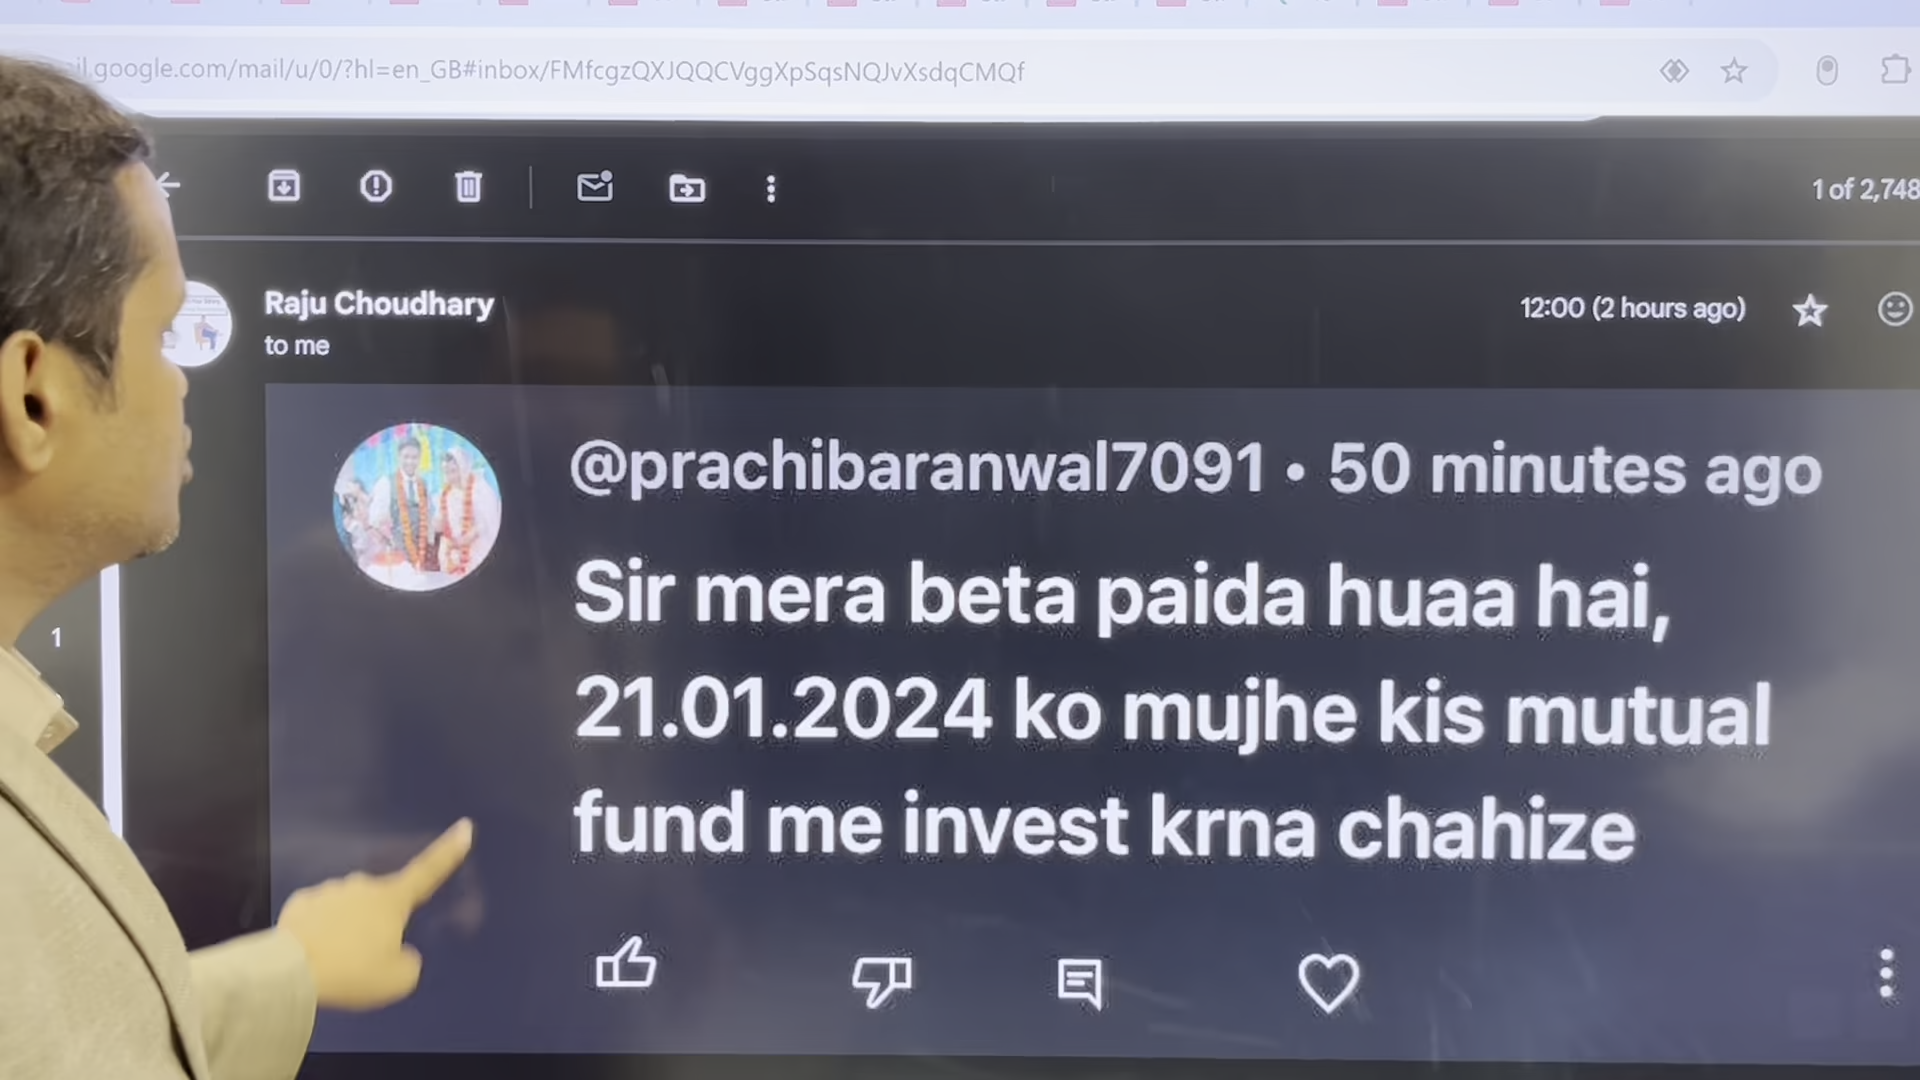 il.google.com/mail/u/0/?hl=en_GB#inbox/FMfcgzQXJQQCVggXpSqsNQJvXsdqCMQf
1 of 2,748
Raju Choudhary
12:00 (2 hours ago)
to me
@prachibaranwal7091 • 50 minutes ago
Sir mera beta paida huaa hai,
21.01.2024 ko mujhe kis mutual
fund me invest krna chahize
1